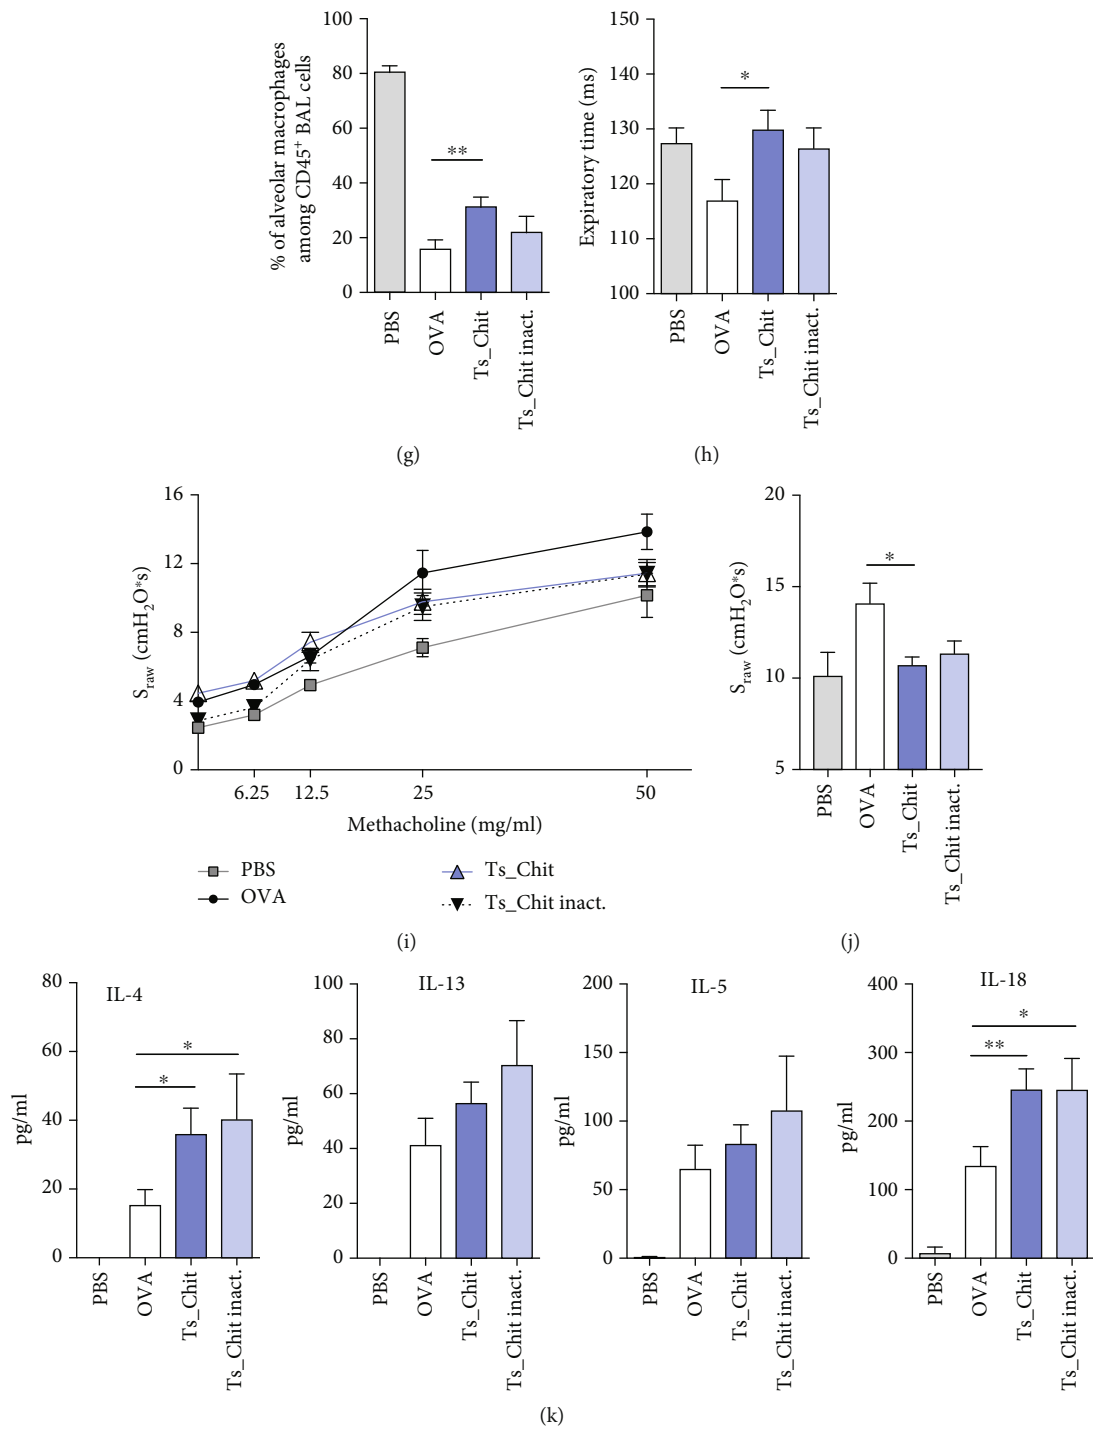 % of alveolar macrophages
among CD45⁺ BAL cells
100
80
60
40
20
0
**
PBS
OVA
Ts_Chit
Ts_Chit inact.
(g)
Expiratory time (ms)
150
140
130
120
110
100
*
PBS
OVA
Ts_Chit
Ts_Chit inact.
(h)
Sraw (cmH₂O*s)
16
12
8
4
0
6.25 12.5 25 50
Methacholine (mg/ml)
PBS
OVA
Ts_Chit
Ts_Chit inact.
(i)
Sraw (cmH₂O*s)
20
15
10
5
*
PBS
OVA
Ts_Chit
Ts_Chit inact.
(j)
IL-4
pg/ml
80
60
40
20
0
*
*
PBS
OVA
Ts_Chit
Ts_Chit inact.
IL-13
pg/ml
100
80
60
40
20
0
PBS
OVA
Ts_Chit
Ts_Chit inact.
IL-5
pg/ml
200
150
100
50
0
PBS
OVA
Ts_Chit
Ts_Chit inact.
IL-18
pg/ml
400
300
200
100
0
*
**
PBS
OVA
Ts_Chit
Ts_Chit inact.
(k)